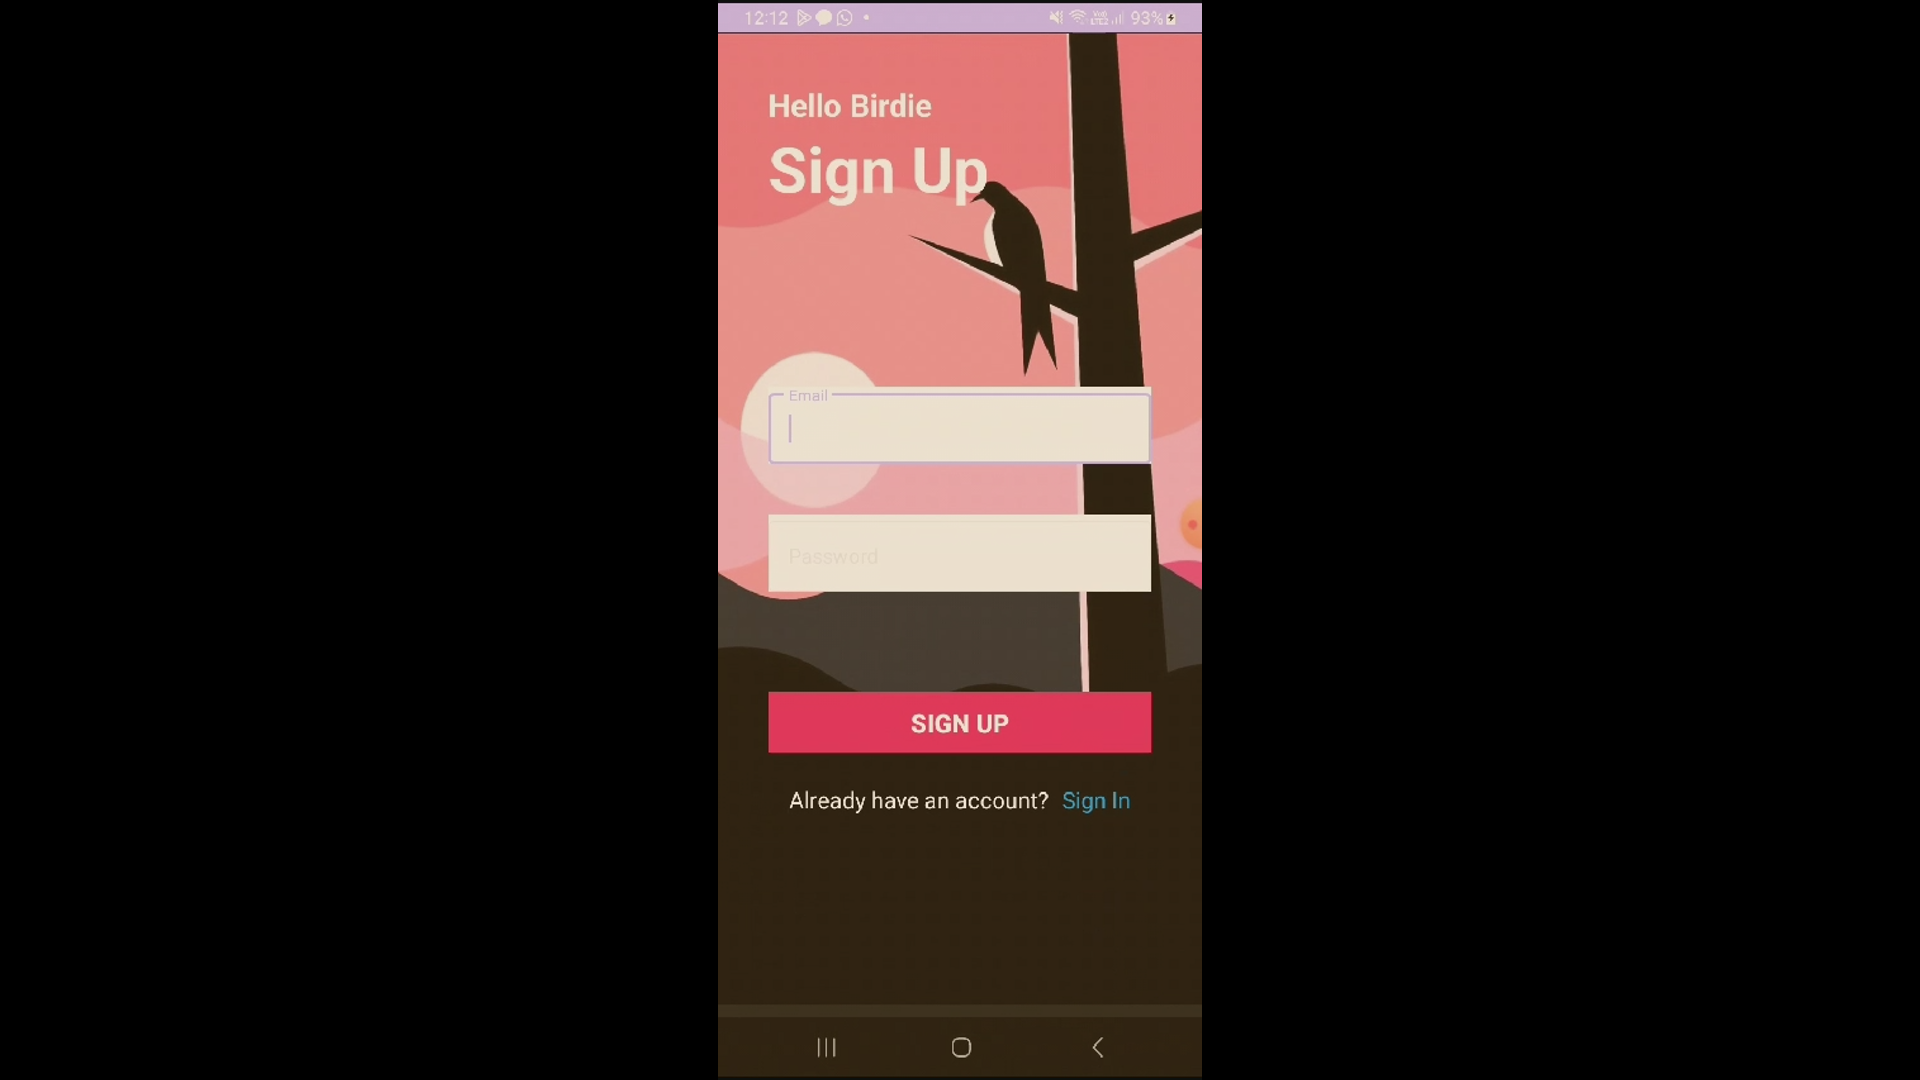 12:12 93%
Hello Birdie
Sign Up
Email
Password
SIGN UP
Already have an account? Sign In